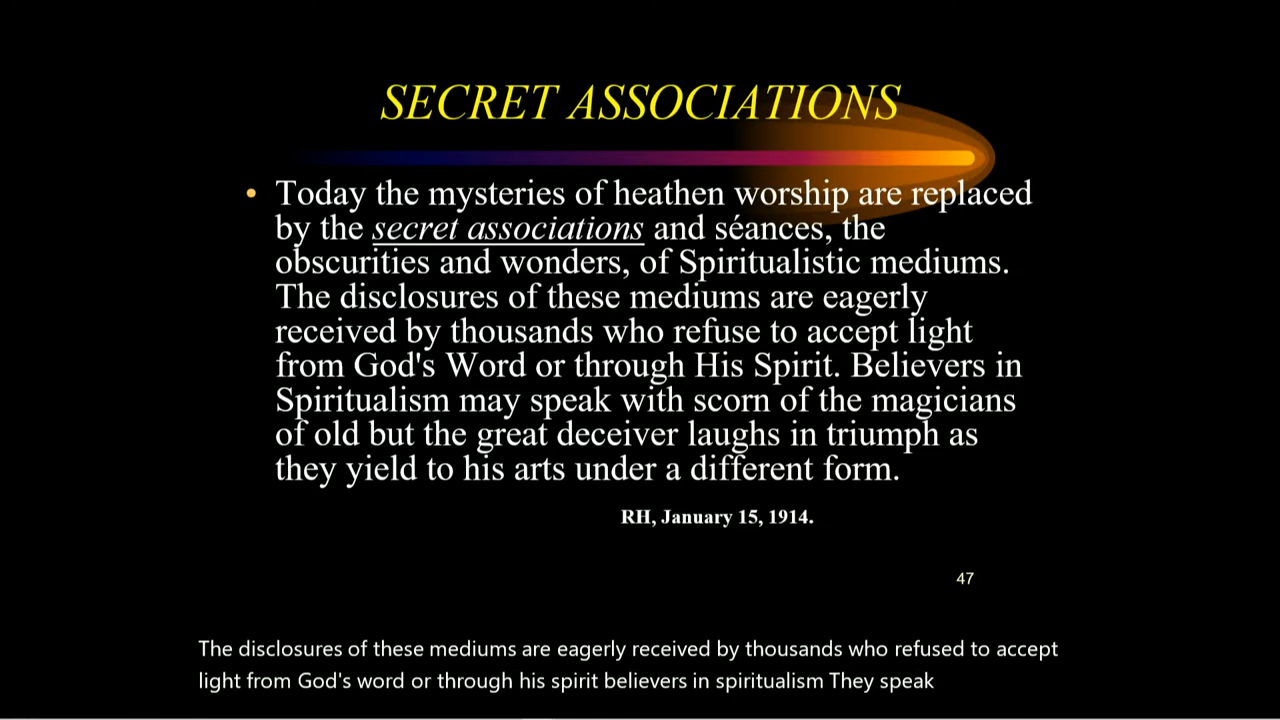 SECRET ASSOCIATIONS
• Today the mysteries of heathen worship are replaced
by the secret associations and séances, the
obscurities and wonders, of Spiritualistic mediums.
The disclosures of these mediums are eagerly
received by thousands who refuse to accept light
from God's Word or through His Spirit. Believers in
Spiritualism may speak with scorn of the magicians
of old but the great deceiver laughs in triumph as
they yield to his arts under a different form.
RH, January 15, 1914.
47
The disclosures of these mediums are eagerly received by thousands who refused to accept
light from God's word or through his spirit believers in spiritualism They speak